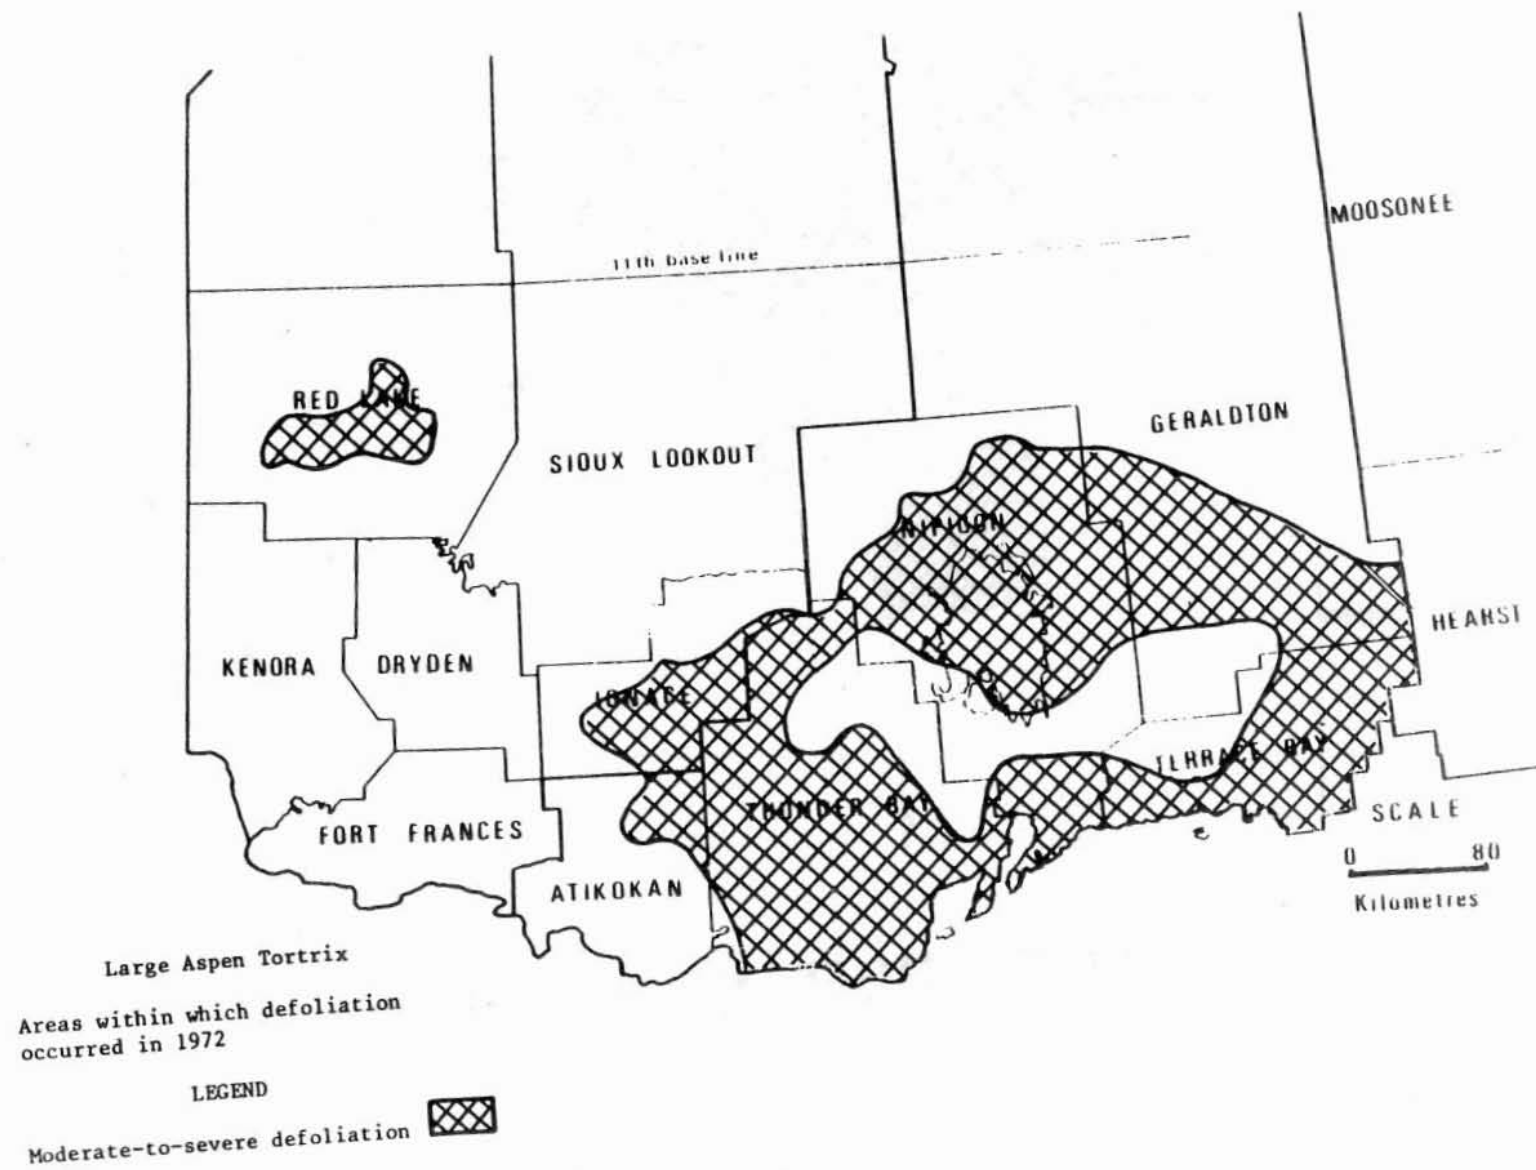 MOOSONEE
11th base line
RED LAKE
GERALDTON
SIOUX LOOKOUT
NIPIGON
HEARST
KENORA
DRYDEN
IGNACE
TERRACE BAY
THUNDER BAY
SCALE
FORT FRANCES
0 80
ATIKOKAN
Kilometres
Large Aspen Tortrix
Areas within which defoliation
occurred in 1972
LEGEND
Moderate-to-severe defoliation